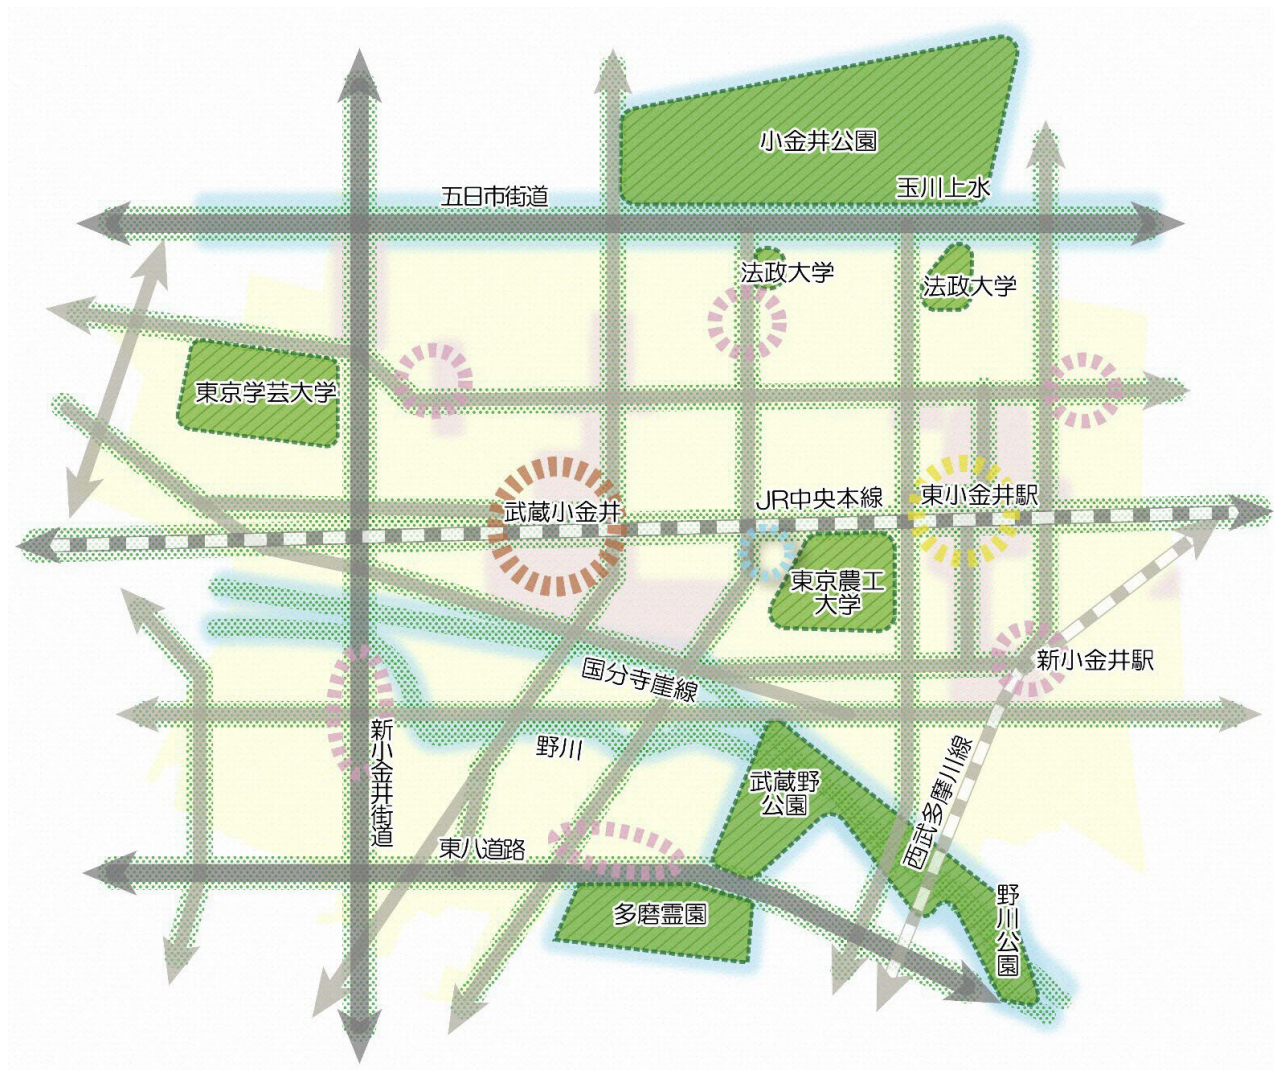 小金井公園
玉川上水
五日市街道
法政大学
法政大学
東京学芸大学
武蔵小金井
JR中央本線
東小金井駅
東京農工
大学
新小金井駅
国分寺崖線
野川
新小金井街道
西武多摩川線
武蔵野
公園
東八道路
多磨霊園
野川公園